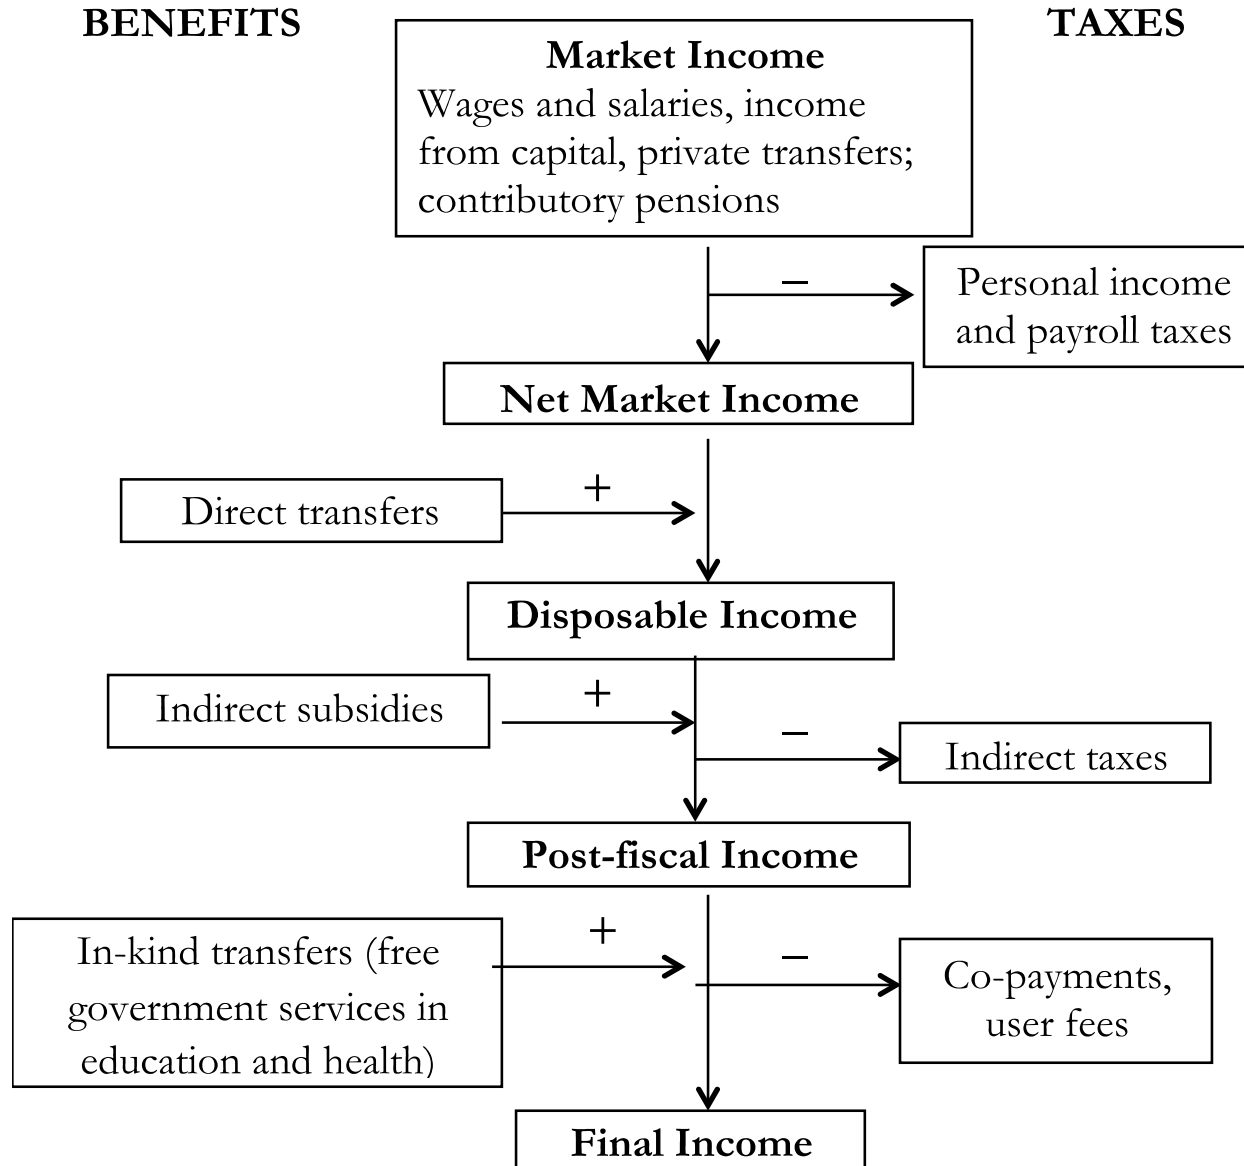 BENEFITS
TAXES
Market Income
Wages and salaries, income
from capital, private transfers;
contributory pensions
–
Personal income
and payroll taxes
Net Market Income
+
Direct transfers
Disposable Income
+
Indirect subsidies
–
Indirect taxes
Post-fiscal Income
+
In-kind transfers (free
government services in
education and health)
–
Co-payments,
user fees
Final Income